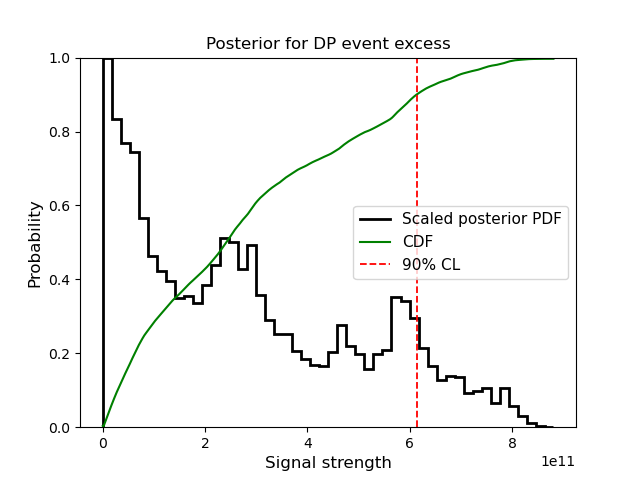 Posterior for DP event excess
1.0
0.8
0.6
0.4
0.2
0.0
Probability
Scaled posterior PDF
CDF
90% CL
0
2
4
6
8
1e11
Signal strength